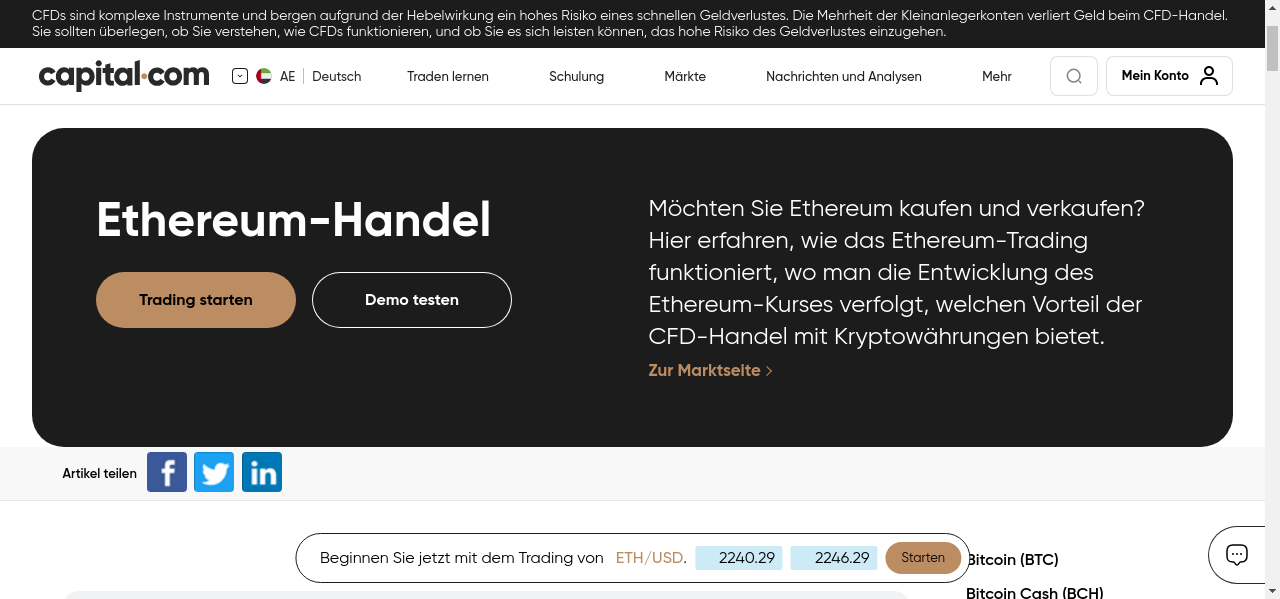 CFDs sind komplexe Instrumente und bergen aufgrund der Hebelwirkung ein hohes Risiko eines schnellen Geldverlustes. Die Mehrheit der Kleinanlegerkonten verliert Geld beim CFD-Handel.
Sie sollten überlegen, ob Sie verstehen, wie CFDs funktionieren, und ob Sie es sich leisten können, das hohe Risiko des Geldverlustes einzugehen.
capital.com AE Deutsch Traden lernen Schulung Märkte Nachrichten und Analysen Mehr Mein Konto
Ethereum-Handel
Trading starten Demo testen
Möchten Sie Ethereum kaufen und verkaufen?
Hier erfahren, wie das Ethereum-Trading
funktioniert, wo man die Entwicklung des
Ethereum-Kurses verfolgt, welchen Vorteil der
CFD-Handel mit Kryptowährungen bietet.
Zur Marktseite
Artikel teilen
Beginnen Sie jetzt mit dem Trading von ETH/USD. 2240.29 2246.29 Starten
Bitcoin (BTC)
Bitcoin Cash (BCH)